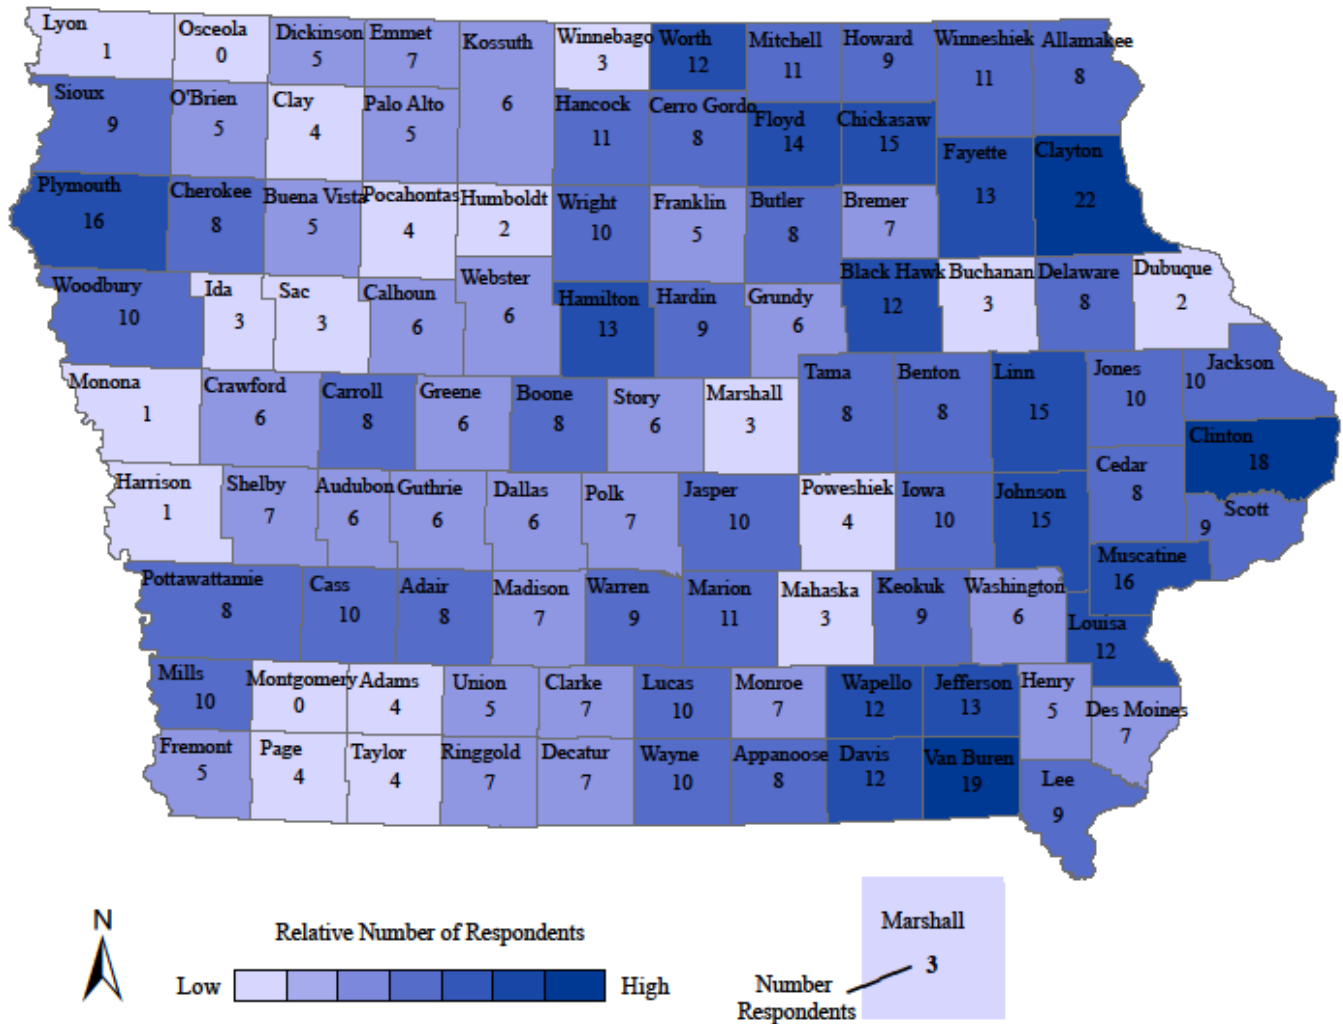 Lyon
1
Osceola
0
Dickinson
5
Emmet
7
Kossuth
6
Winnebago
3
Worth
12
Mitchell
11
Howard
9
Winneshiek
11
Allamakee
8
Sioux
9
O'Brien
5
Clay
4
Palo Alto
5
Hancock
11
Cerro Gordo
8
Floyd
14
Chickasaw
15
Fayette
13
Clayton
22
Plymouth
16
Cherokee
8
Buena Vista
5
Pocahontas
4
Humboldt
2
Wright
10
Franklin
5
Butler
8
Bremer
7
Woodbury
10
Ida
3
Sac
3
Calhoun
6
Webster
6
Hamilton
13
Hardin
9
Grundy
6
Black Hawk
12
Buchanan
3
Delaware
8
Dubuque
2
Monona
1
Crawford
6
Carroll
8
Greene
6
Boone
8
Story
6
Marshall
3
Tama
8
Benton
8
Linn
15
Jones
10
Jackson
10
Clinton
18
Harrison
1
Shelby
7
Audubon
6
Guthrie
6
Dallas
6
Polk
7
Jasper
10
Poweshiek
4
Iowa
10
Johnson
15
Cedar
8
Scott
9
Muscatine
16
Pottawattamie
8
Cass
10
Adair
8
Madison
7
Warren
9
Marion
11
Mahaska
3
Keokuk
9
Washington
6
Louisa
12
Mills
10
Montgomery
0
Adams
4
Union
5
Clarke
7
Lucas
10
Monroe
7
Wapello
12
Jefferson
13
Henry
5
Des Moines
7
Fremont
5
Page
4
Taylor
4
Ringgold
7
Decatur
7
Wayne
10
Appanoose
8
Davis
12
Van Buren
19
Lee
9
N
Relative Number of Respondents
Low
High
Marshall
3
Number
Respondents